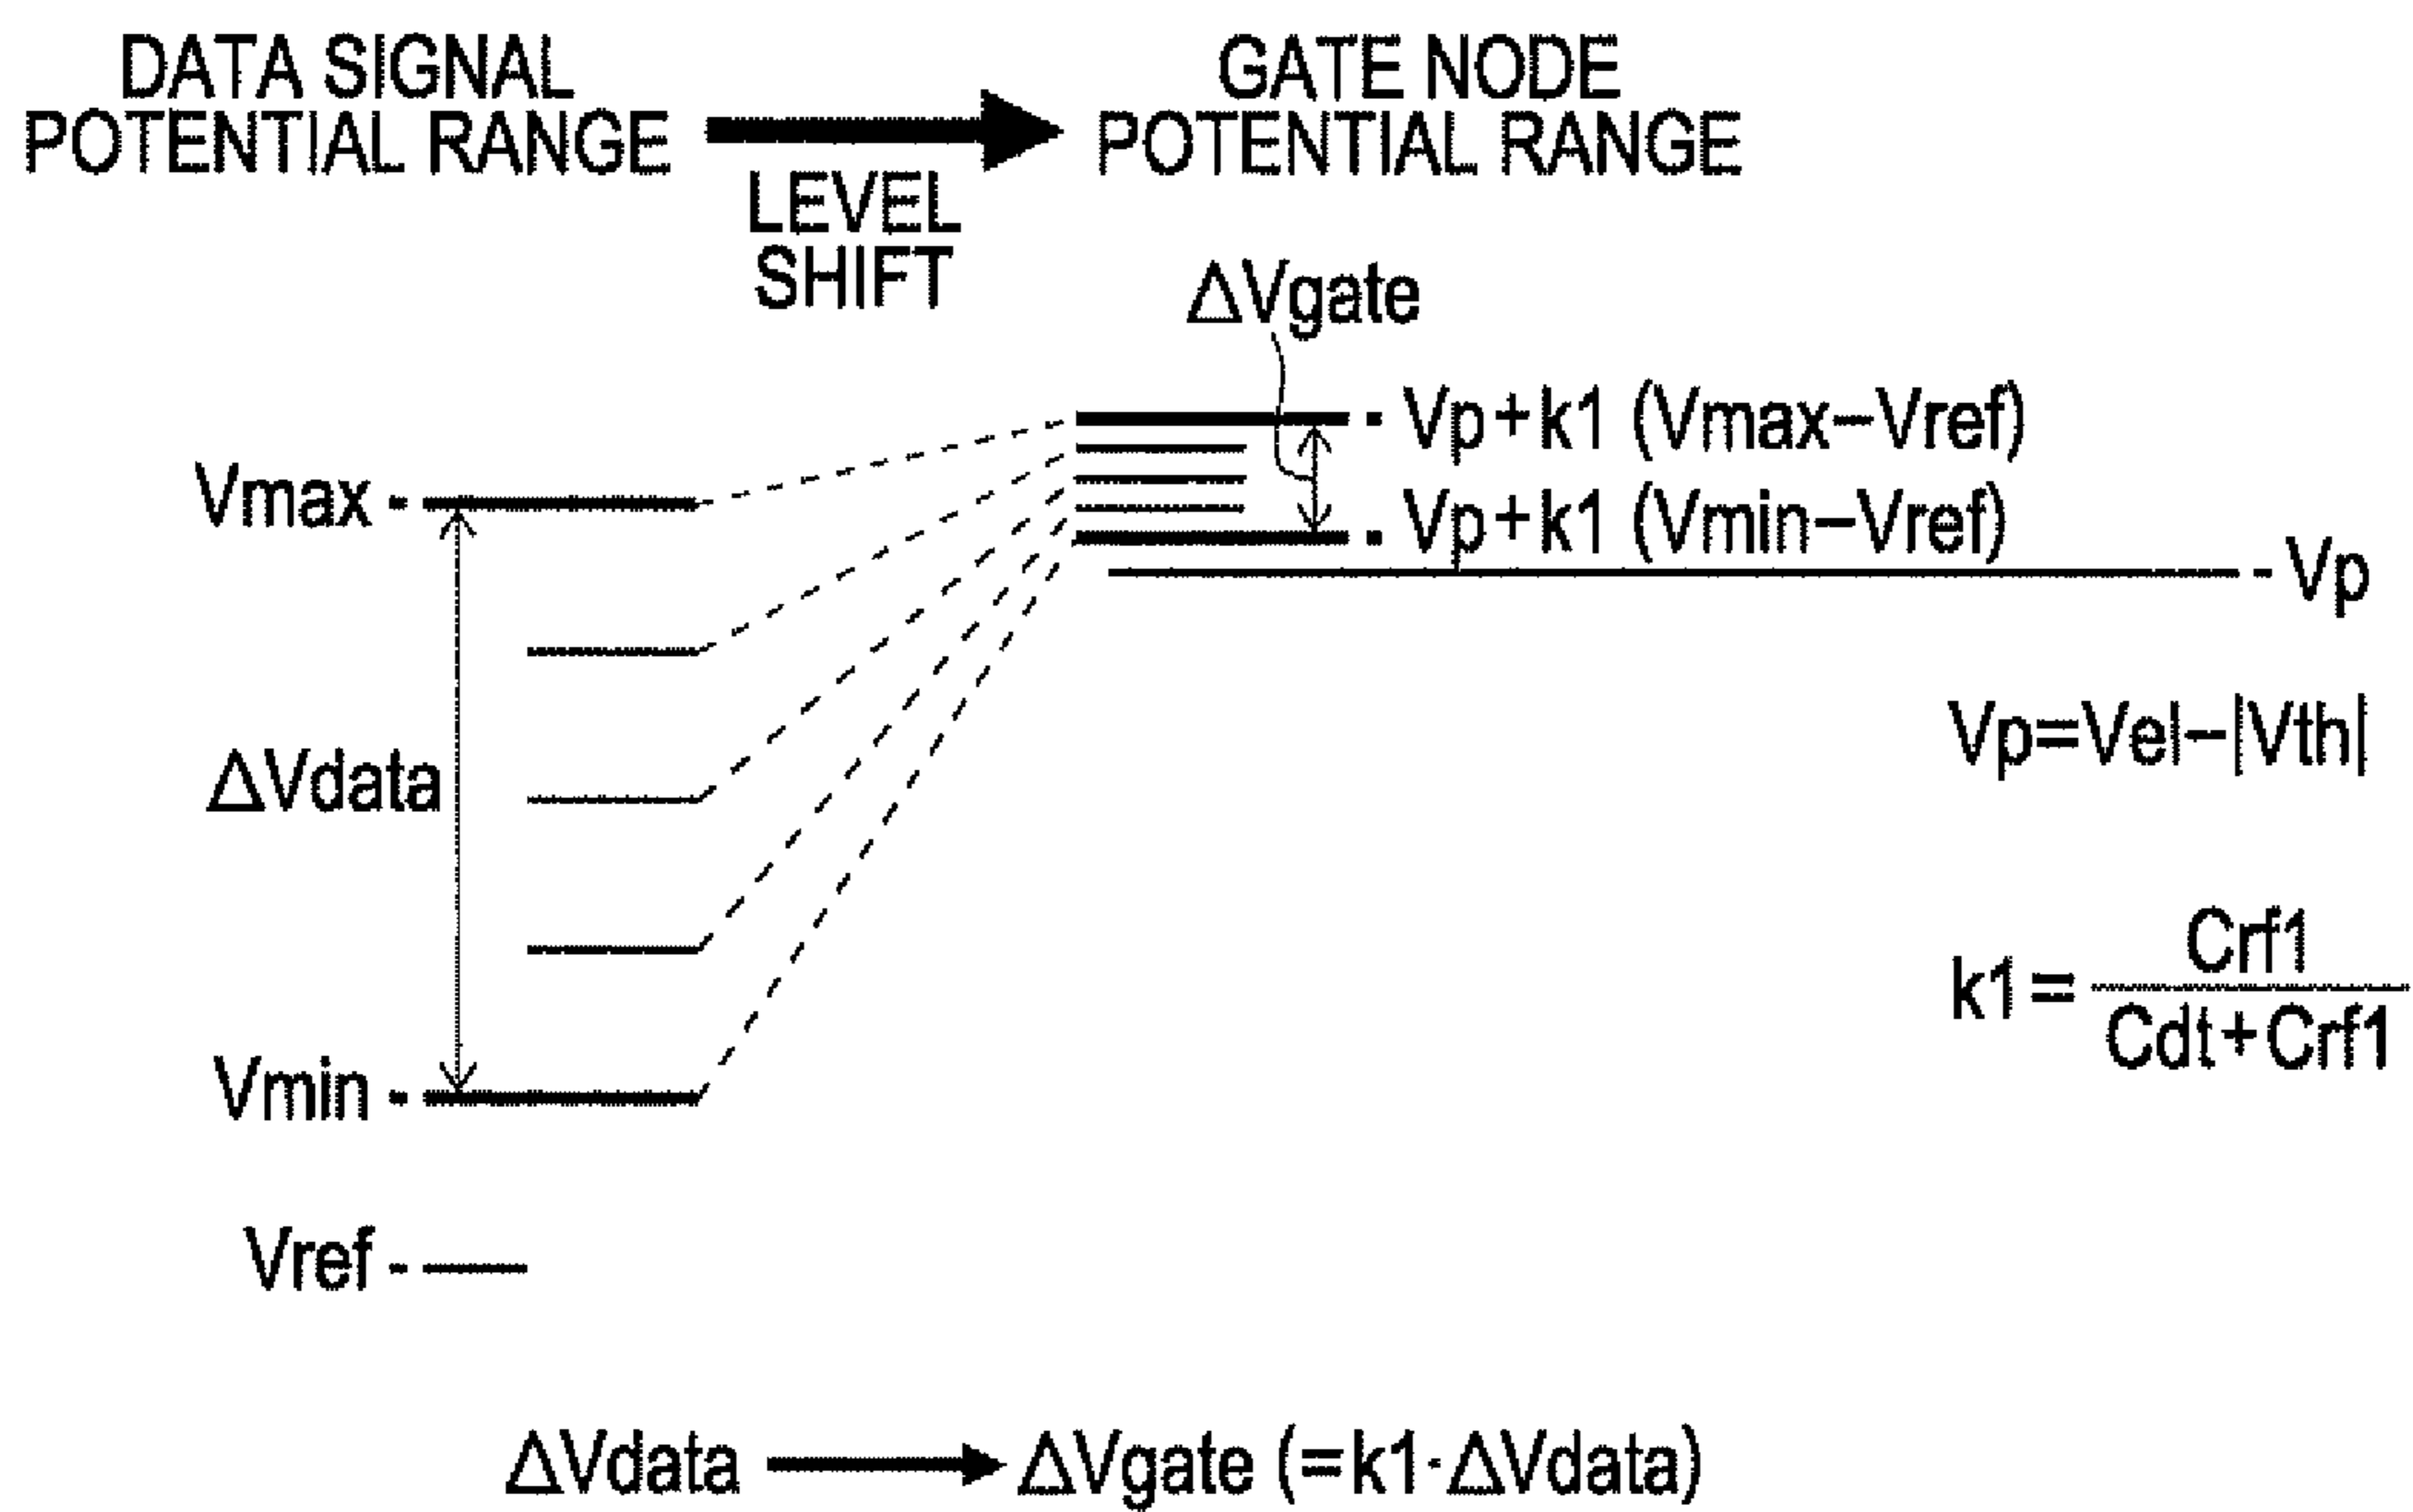 DATA SIGNAL
POTENTIAL RANGE
LEVEL
SHIFT
GATE NODE
POTENTIAL RANGE
ΔVgate
Vp+k1 (Vmax−Vref)
Vmax
Vp+k1 (Vmin−Vref)
Vp
Vp=Vel−|Vth|
ΔVdata
k1=
Crf1
Cdt+Crf1
Vmin
Vref
ΔVdata
ΔVgate (=k1·ΔVdata)